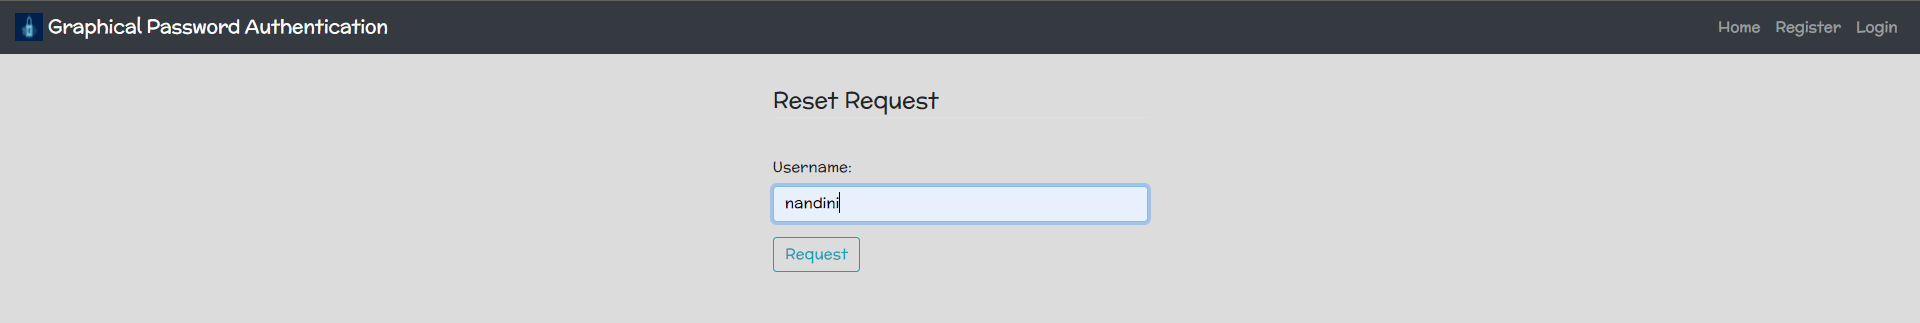 Graphical Password Authentication Home Register Login
Reset Request
Username:
nandini
Request